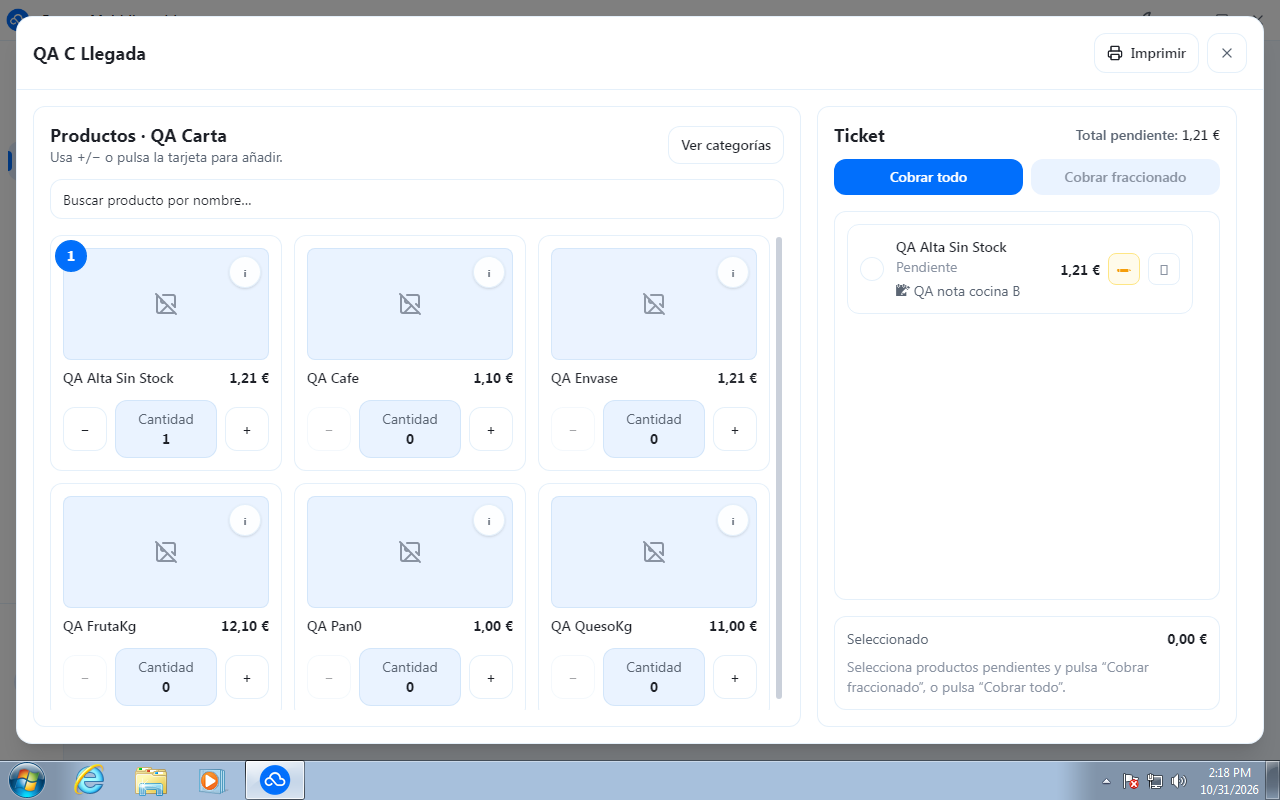 QA C Llegada
Imprimir
Productos · QA Carta
Usa +/− o pulsa la tarjeta para añadir.
Ver categorías
Buscar producto por nombre...
1
i
i
i
QA Alta Sin Stock 1,21 €
QA Cafe 1,10 €
QA Envase 1,21 €
− Cantidad 1 +
− Cantidad 0 +
− Cantidad 0 +
i
i
i
QA FrutaKg 12,10 €
QA Pan0 1,00 €
QA QuesoKg 11,00 €
− Cantidad 0 +
− Cantidad 0 +
− Cantidad 0 +
Ticket
Total pendiente: 1,21 €
Cobrar todo
Cobrar fraccionado
QA Alta Sin Stock
Pendiente
1,21 €
QA nota cocina B
Seleccionado 0,00 €
Selecciona productos pendientes y pulsa “Cobrar
fraccionado”, o pulsa “Cobrar todo”.
2:18 PM
10/31/2026